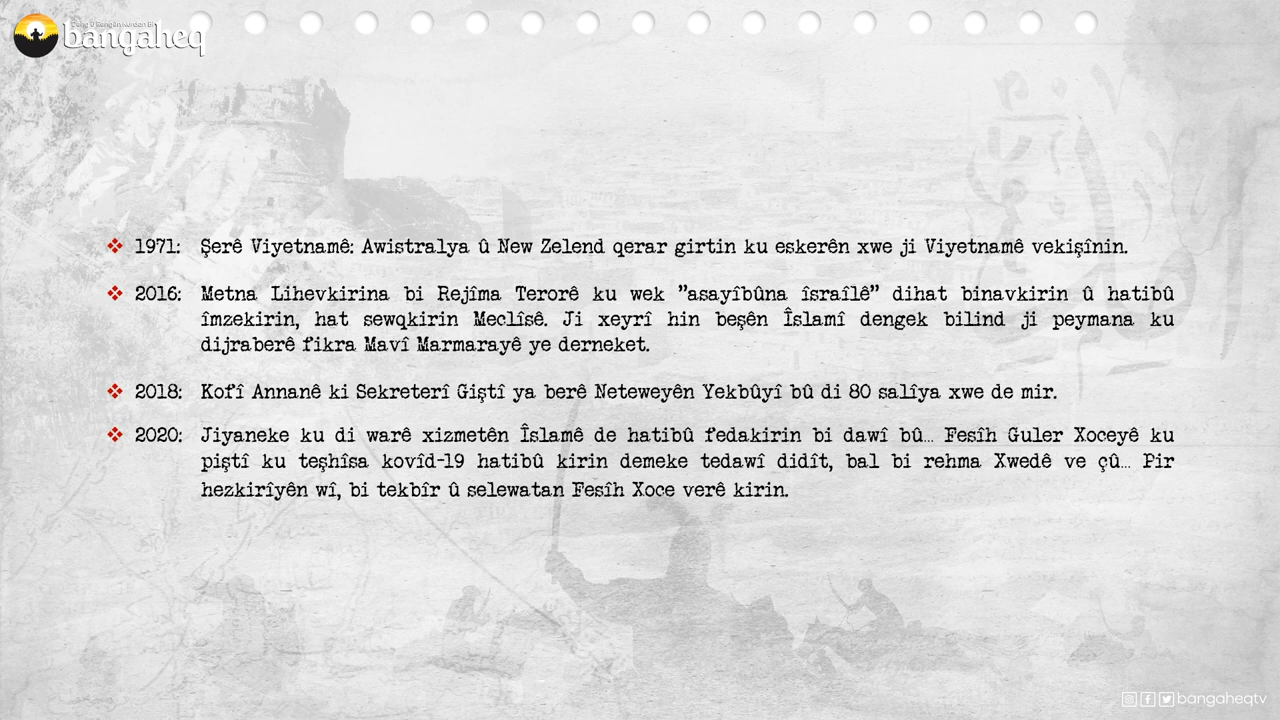 Deng û Rengên Kurdan Bi
bangaheq
❖ 1971: Şerê Viyetnamê: Awistralya û New Zelend qerar girtin ku eskerên xwe ji Viyetnamê vekişînin.
❖ 2016: Metna Lihevkirina bi Rejîma Terorê ku wek ”asayîbûna îsraîlê” dihat binavkirin û hatibû
îmzekirin, hat sewqkirin Meclîsê. Ji xeyrî hin beşên Îslamî dengek bilind ji peymana ku
dijraberê fikra Mavî Marmarayê ye derneket.
❖ 2018: Kofî Annanê ki Sekreterî Giştî ya berê Neteweyên Yekbûyî bû di 80 salîya xwe de mir.
❖ 2020: Jiyaneke ku di warê xizmetên Îslamê de hatibû fedakirin bi dawî bû... Fesîh Guler Xoceyê ku
piştî ku teşhîsa kovîd-19 hatibû kirin demeke tedawî didît, bal bi rehma Xwedê ve çû... Pir
hezkirîyên wî, bi tekbîr û selewatan Fesîh Xoce verê kirin.
bangaheqtv